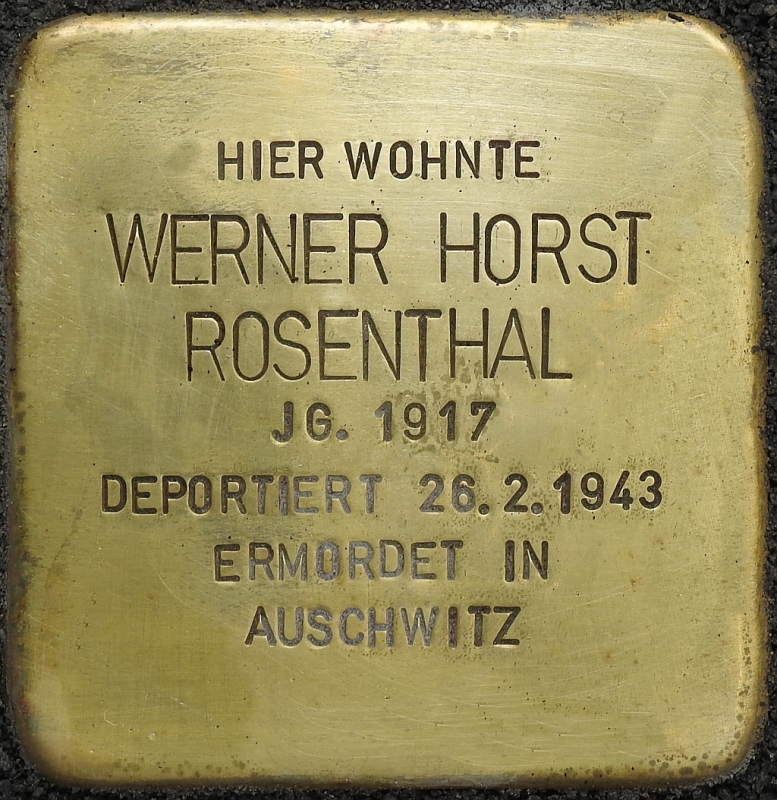 HIER WOHNTE
WERNER HORST
ROSENTHAL
JG. 1917
DEPORTIERT 26.2.1943
ERMORDET IN
AUSCHWITZ